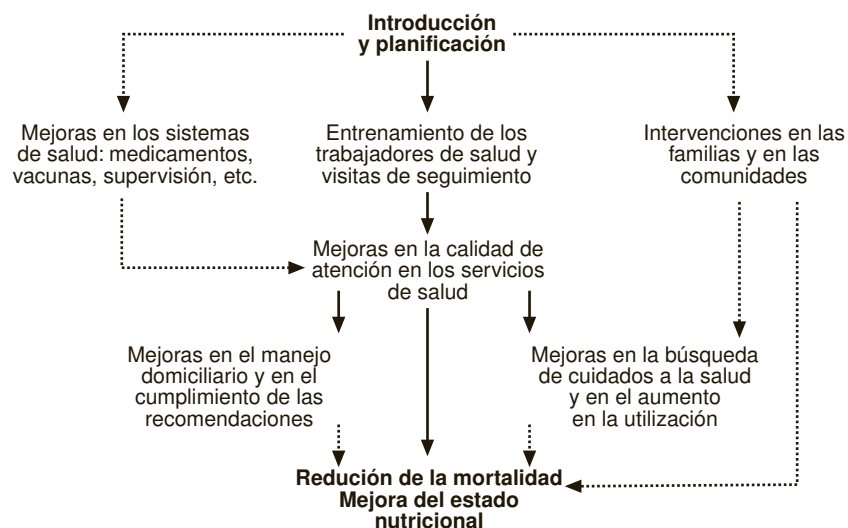 Introducción
y planificación
Mejoras en los sistemas
de salud: medicamentos,
vacunas, supervisión, etc.
Entrenamiento de los
trabajadores de salud y
visitas de seguimiento
Intervenciones en las
familias y en las
comunidades
Mejoras en la calidad de
atención en los servicios
de salud
Mejoras en el manejo
domiciliario y en el
cumplimiento de las
recomendaciones
Mejoras en la búsqueda
de cuidados a la salud
y en el aumento
en la utilización
Redución de la mortalidad
Mejora del estado
nutricional